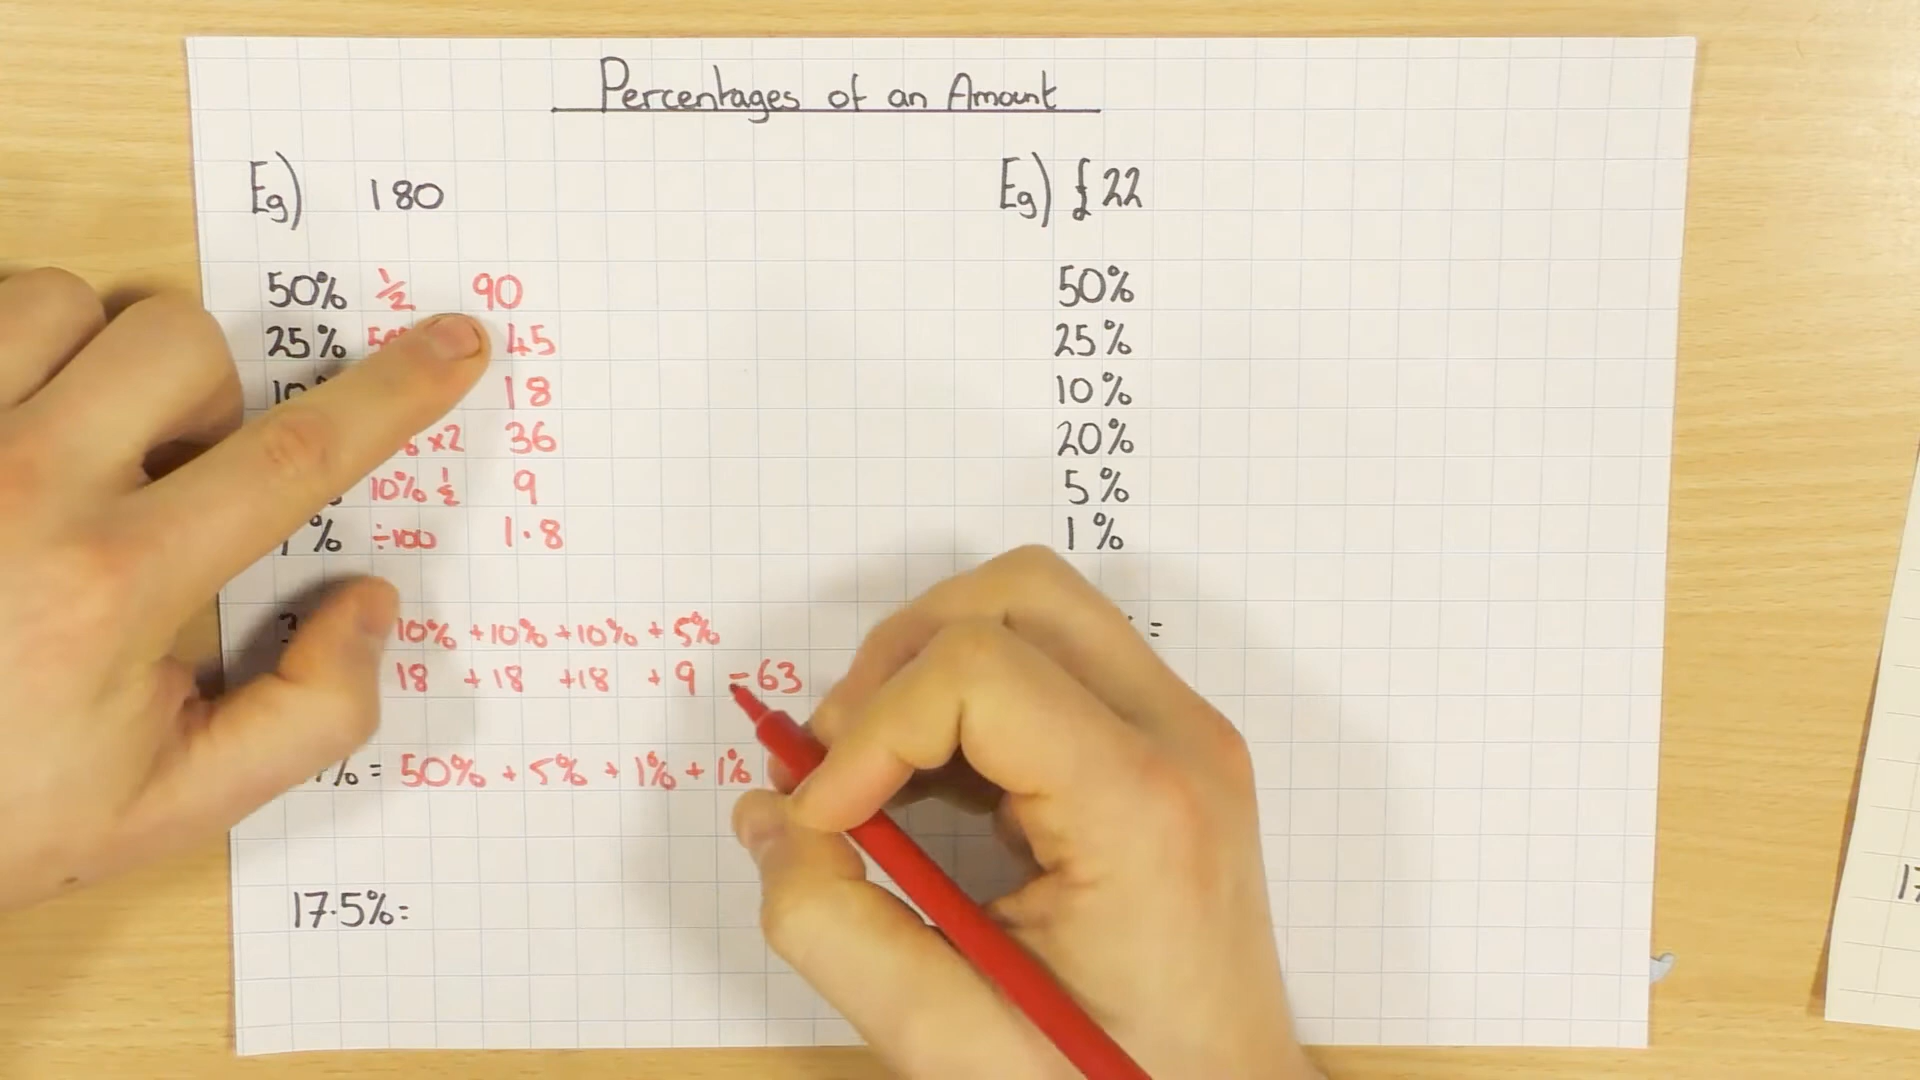 Percentages of an Amount
Eg) 180
50% ½ 90
25% 45
18
×2 36
10% ½ 9
% ÷100 1.8
10% + 10% + 10% + 5%
18 + 18 + 18 + 9 = 63
% = 50% + 5% + 1% + 1%
17.5% =
Eg) £22
50%
25%
10%
20%
5%
1%
=